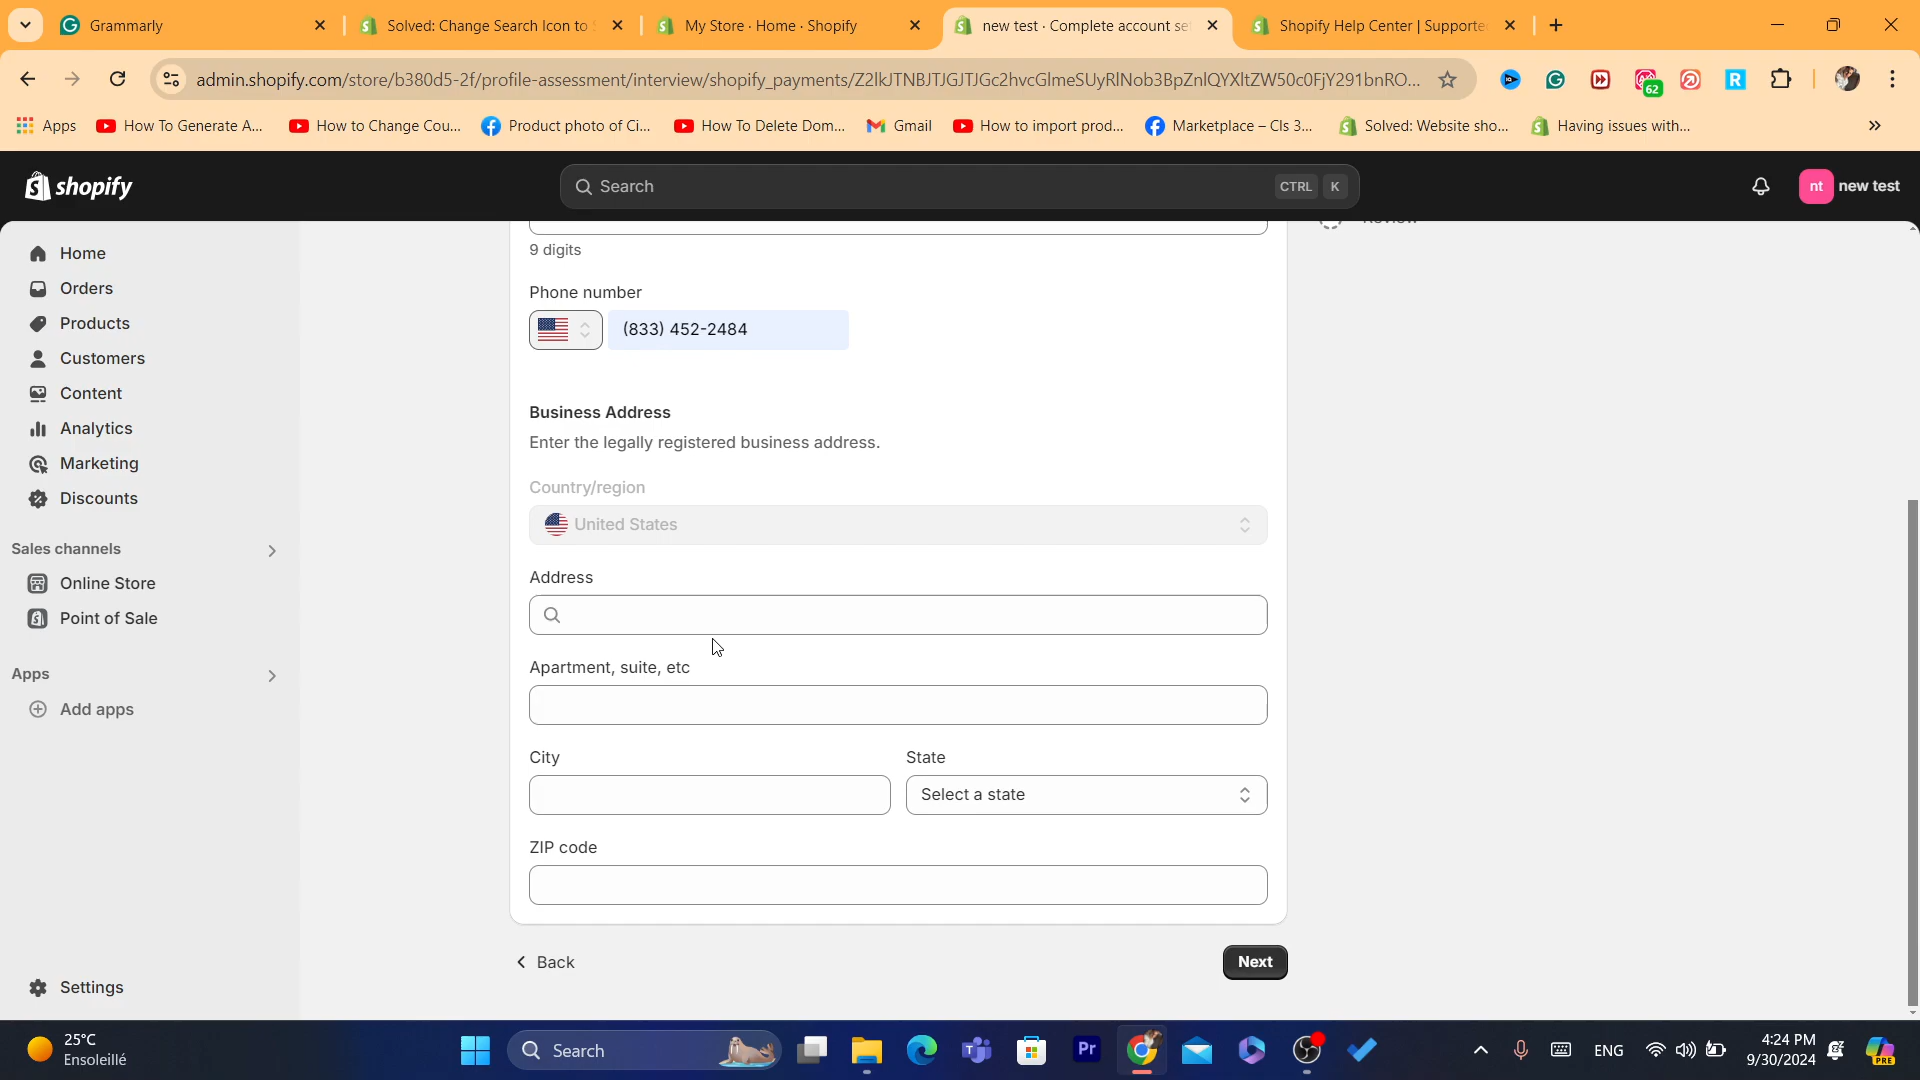 Grammarly
Solved: Change Search Icon to
My Store · Home · Shopify
new test · Complete account se
Shopify Help Center | Supporte
admin.shopify.com/store/b380d5-2f/profile-assessment/interview/shopify_payments/
How To Generate A...
How to Change Cou...
Product photo of Ci...
How To Delete Dom...
Gmail
How to import prod...
Marketplace – Cls 3...
Solved: Website sho...
Having issues with...
Apps
62
shopify
Search
CTRL K
nt new test
Home
Orders
Products
Customers
Content
Analytics
Marketing
Discounts
Sales channels
Online Store
Point of Sale
Apps
Add apps
Settings
9 digits
Phone number
(833) 452-2484
Business Address
Enter the legally registered business address.
Country/region
United States
Address
Apartment, suite, etc
City
State
Select a state
ZIP code
Back
Next
Review
25°C
Ensoleillé
Search
Pr
ENG
4:24 PM
9/30/2024
PRE